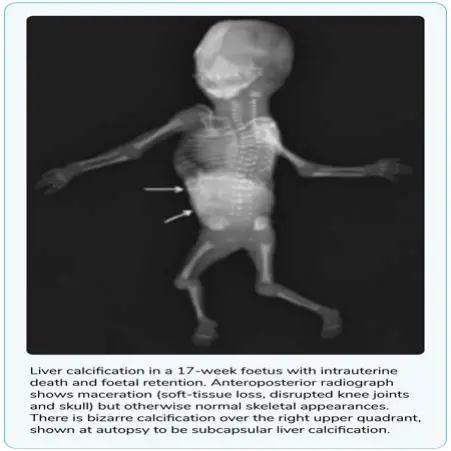 Liver calcification in a 17-week foetus with intrauterine
death and foetal retention. Anteroposterior radiograph
shows maceration (soft-tissue loss, disrupted knee joints
and skull) but otherwise normal skeletal appearances.
There is bizarre calcification over the right upper quadrant,
shown at autopsy to be subcapsular liver calcification.